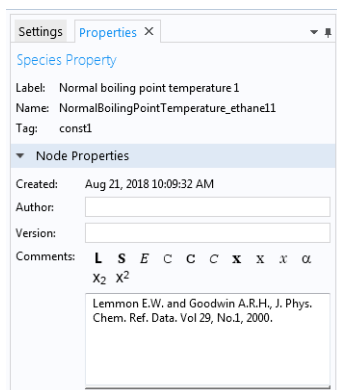 Settings Properties
Species Property
Label: Normal boiling point temperature 1
Name: NormalBoilingPointTemperature_ethane11
Tag: const1
Node Properties
Created: Aug 21, 2018 10:09:32 AM
Author:
Version:
Comments: L S E C C C x x x α
x₂ x²
Lemmon E.W. and Goodwin A.R.H., J. Phys.
Chem. Ref. Data. Vol 29, No.1, 2000.